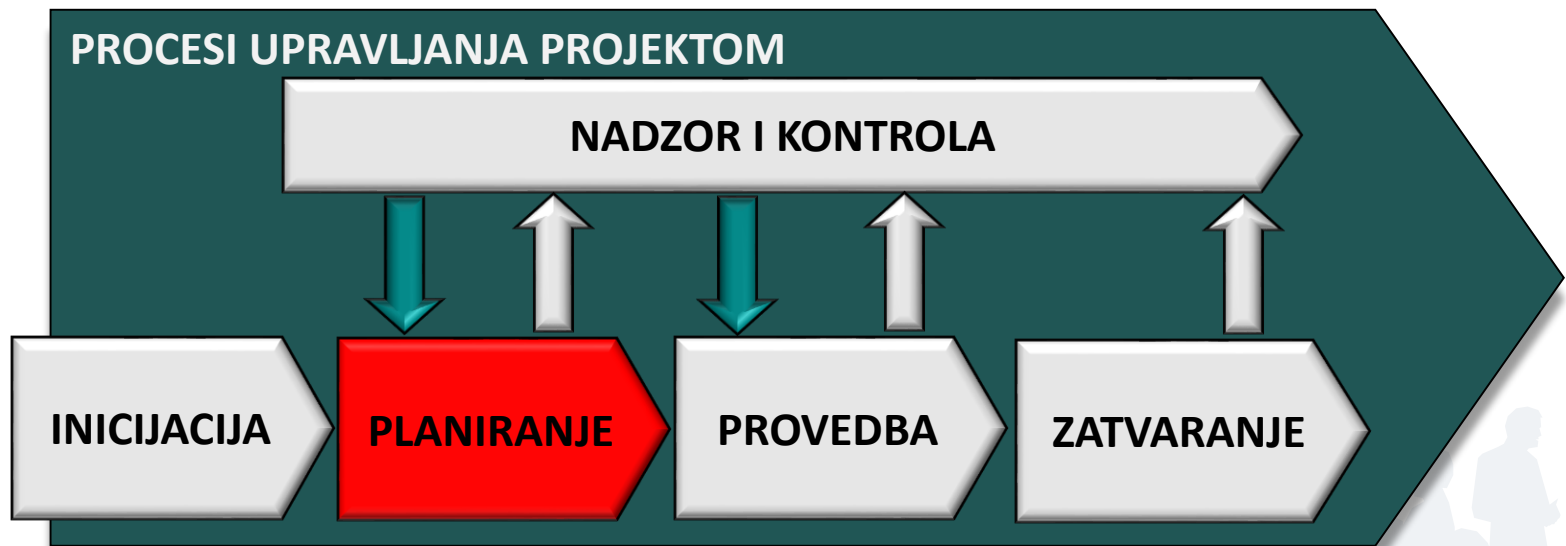 PROCESI UPRAVLJANJA PROJEKTOM
NADZOR I KONTROLA
INICIJACIJA
PLANIRANJE
PROVEDBA
ZATVARANJE